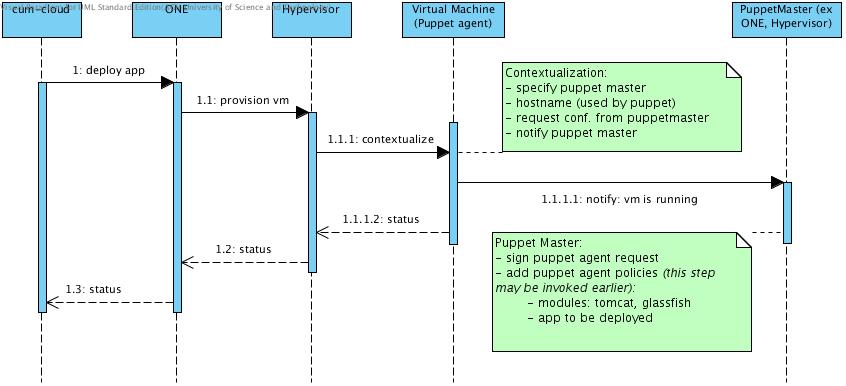 for UML Standard Edition University of Science and
cum-cloud
ONE
Hypervisor
Virtual Machine
(Puppet agent)
PuppetMaster (ex
ONE, Hypervisor)
1: deploy app
1.1: provision vm
1.1.1: contextualize
Contextualization:
- specify puppet master
- hostname (used by puppet)
- request conf. from puppetmaster
- notify puppet master
1.1.1.1: notify: vm is running
1.1.1.2: status
1.2: status
1.3: status
Puppet Master:
- sign puppet agent request
- add puppet agent policies (this step
may be invoked earlier):
- modules: tomcat, glassfish
- app to be deployed